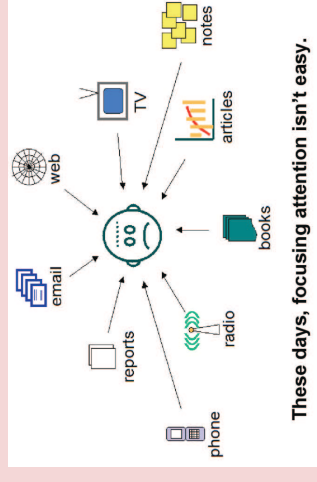 notes
TV
web
articles
email
books
reports
radio
phone
These days, focusing attention isn't easy.